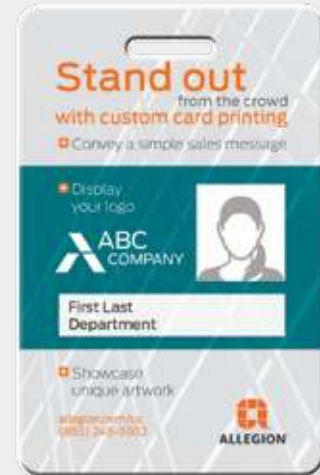 Stand out
from the crowd
with custom card printing
Convey a simple sales message
Display
your logo
ABC
COMPANY
First Last
Department
Showcase
unique artwork
ALLEGION